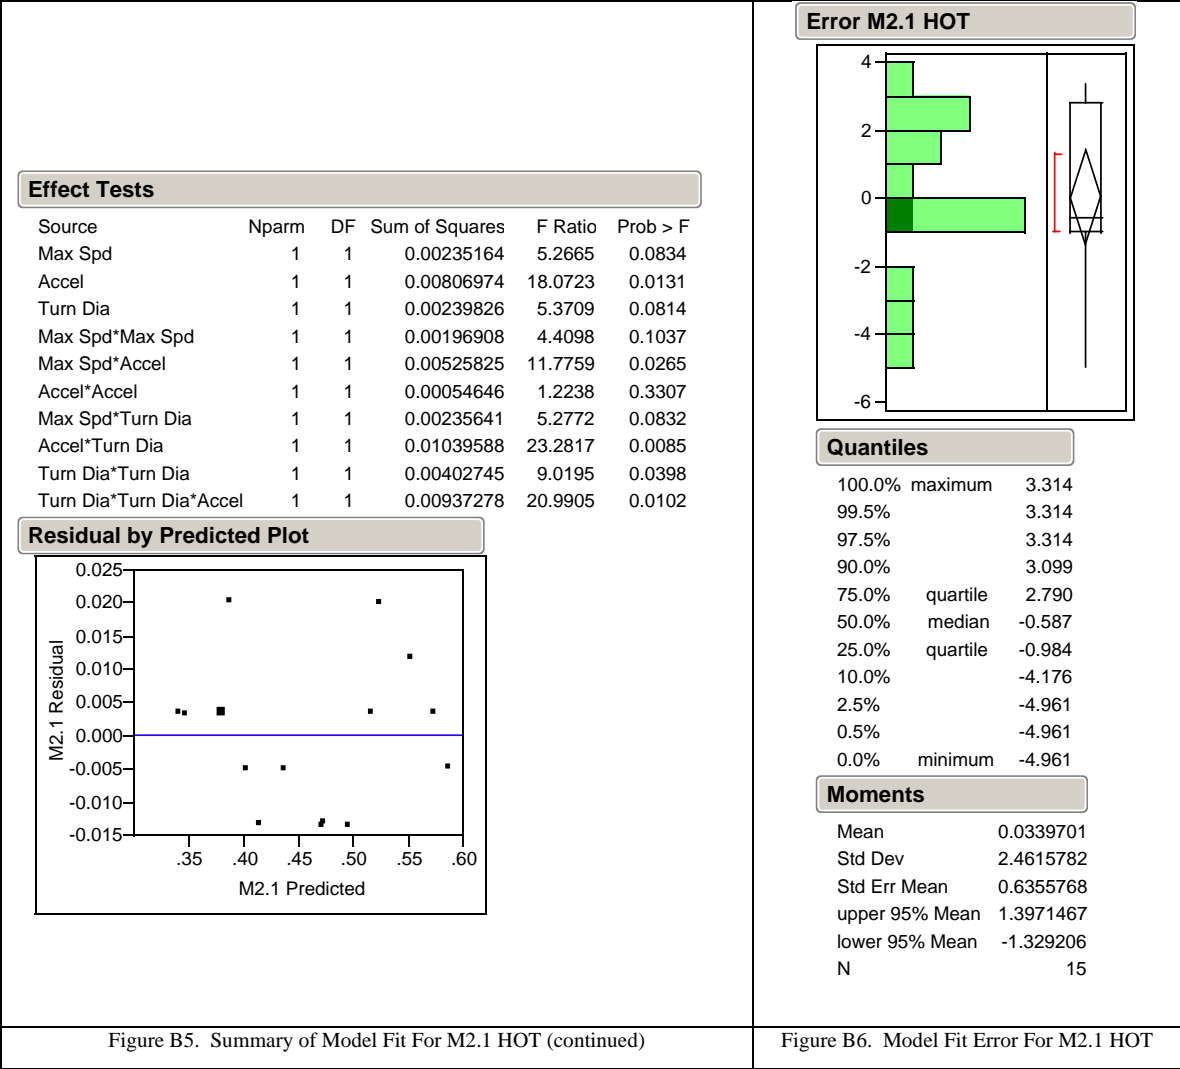 Effect Tests
Source Nparm DF Sum of Squares F Ratio Prob > F
Max Spd 1 1 0.00235164 5.2665 0.0834
Accel 1 1 0.00806974 18.0723 0.0131
Turn Dia 1 1 0.00239826 5.3709 0.0814
Max Spd*Max Spd 1 1 0.00196908 4.4098 0.1037
Max Spd*Accel 1 1 0.00525825 11.7759 0.0265
Accel*Accel 1 1 0.00054646 1.2238 0.3307
Max Spd*Turn Dia 1 1 0.00235641 5.2772 0.0832
Accel*Turn Dia 1 1 0.01039588 23.2817 0.0085
Turn Dia*Turn Dia 1 1 0.00402745 9.0195 0.0398
Turn Dia*Turn Dia*Accel 1 1 0.00937278 20.9905 0.0102
Residual by Predicted Plot
M2.1 Residual
0.025
0.020
0.015
0.010
0.005
0.000
-0.005
-0.010
-0.015
.35 .40 .45 .50 .55 .60
M2.1 Predicted
Figure B5. Summary of Model Fit For M2.1 HOT (continued)
Error M2.1 HOT
4
2
0
-2
-4
-6
Quantiles
100.0% maximum 3.314
99.5% 3.314
97.5% 3.314
90.0% 3.099
75.0% quartile 2.790
50.0% median -0.587
25.0% quartile -0.984
10.0% -4.176
2.5% -4.961
0.5% -4.961
0.0% minimum -4.961
Moments
Mean 0.0339701
Std Dev 2.4615782
Std Err Mean 0.6355768
upper 95% Mean 1.3971467
lower 95% Mean -1.329206
N 15
Figure B6. Model Fit Error For M2.1 HOT